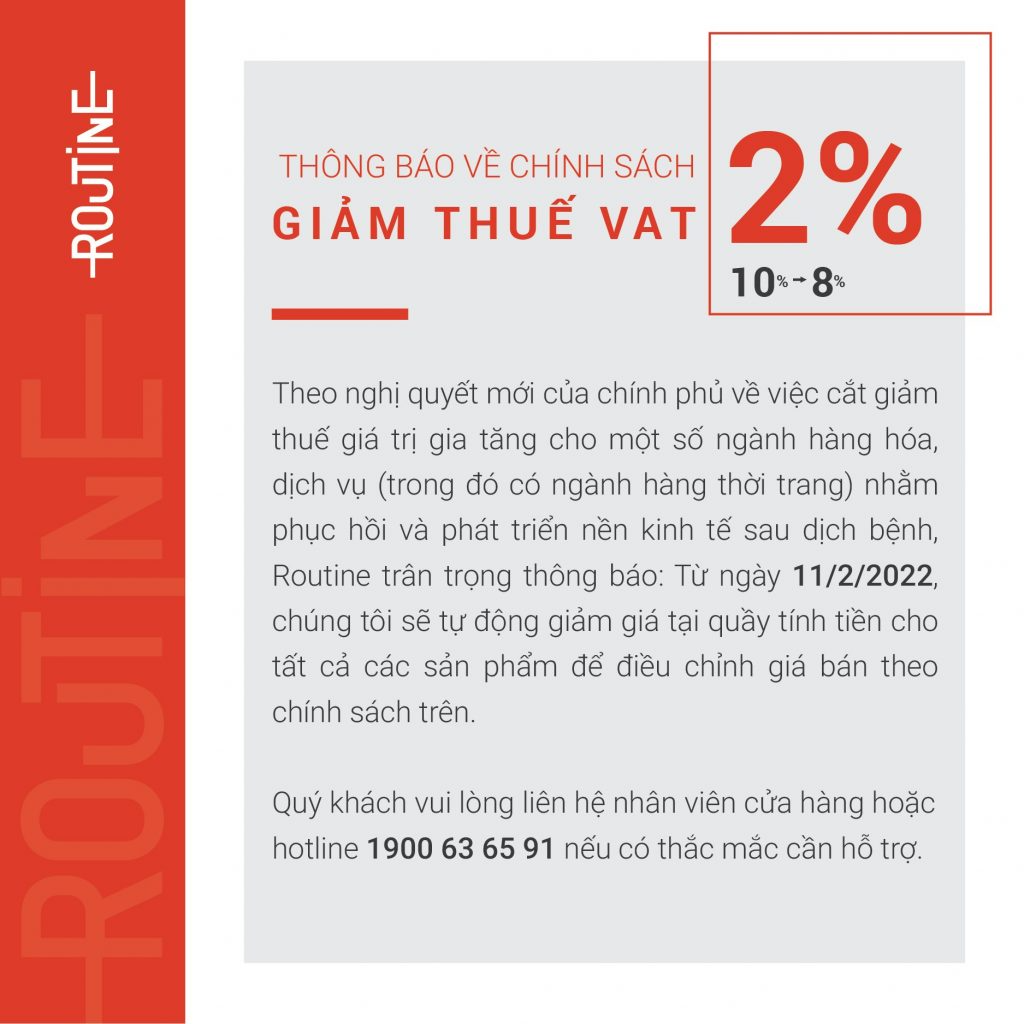 ROUTINE
ROUTINE
THÔNG BÁO VỀ CHÍNH SÁCH
GIẢM THUẾ VAT
2%
10% → 8%
Theo nghị quyết mới của chính phủ về việc cắt giảm
thuế giá trị gia tăng cho một số ngành hàng hóa,
dịch vụ (trong đó có ngành hàng thời trang) nhằm
phục hồi và phát triển nền kinh tế sau dịch bệnh,
Routine trân trọng thông báo: Từ ngày 11/2/2022,
chúng tôi sẽ tự động giảm giá tại quầy tính tiền cho
tất cả các sản phẩm để điều chỉnh giá bán theo
chính sách trên.
Quý khách vui lòng liên hệ nhân viên cửa hàng hoặc
hotline 1900 63 65 91 nếu có thắc mắc cần hỗ trợ.